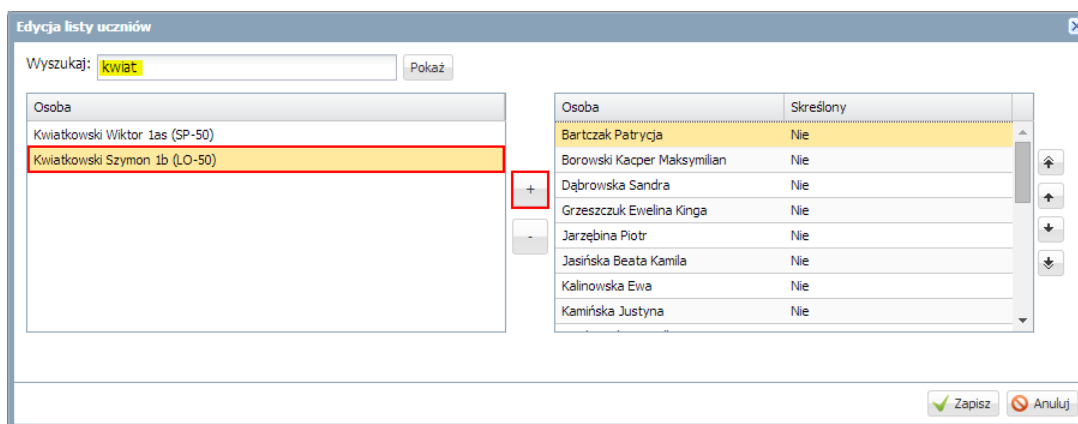 Edycja listy uczniów
Wyszukaj: kwiat Pokaż
Osoba
Kwiatkowski Wiktor 1as (SP-50)
Kwiatkowski Szymon 1b (LO-50)
+
-
Osoba Skreślony
Bartczak Patrycja Nie
Borowski Kacper Maksymilian Nie
Dąbrowska Sandra Nie
Grzeszczuk Ewelina Kinga Nie
Jarzębina Piotr Nie
Jasińska Beata Kamila Nie
Kalinowska Ewa Nie
Kamińska Justyna Nie
Zapisz Anuluj